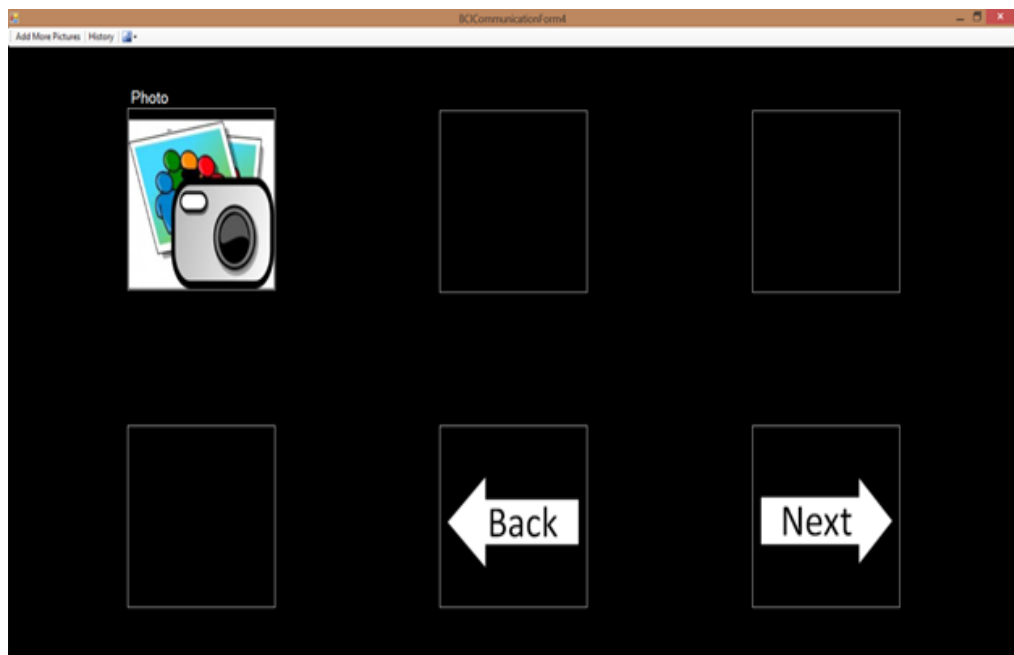 BCICommunicationForm4
Add More Pictures History
Photo
Back
Next